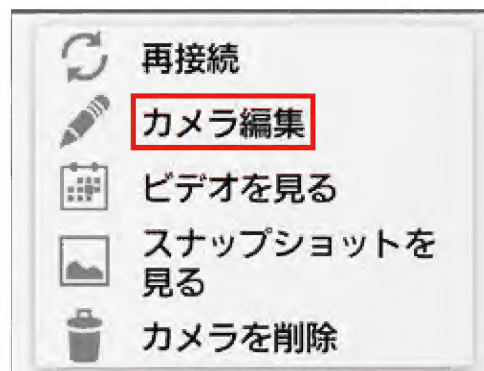 再接続
カメラ編集
ビデオを見る
スナップショットを
見る
カメラを削除